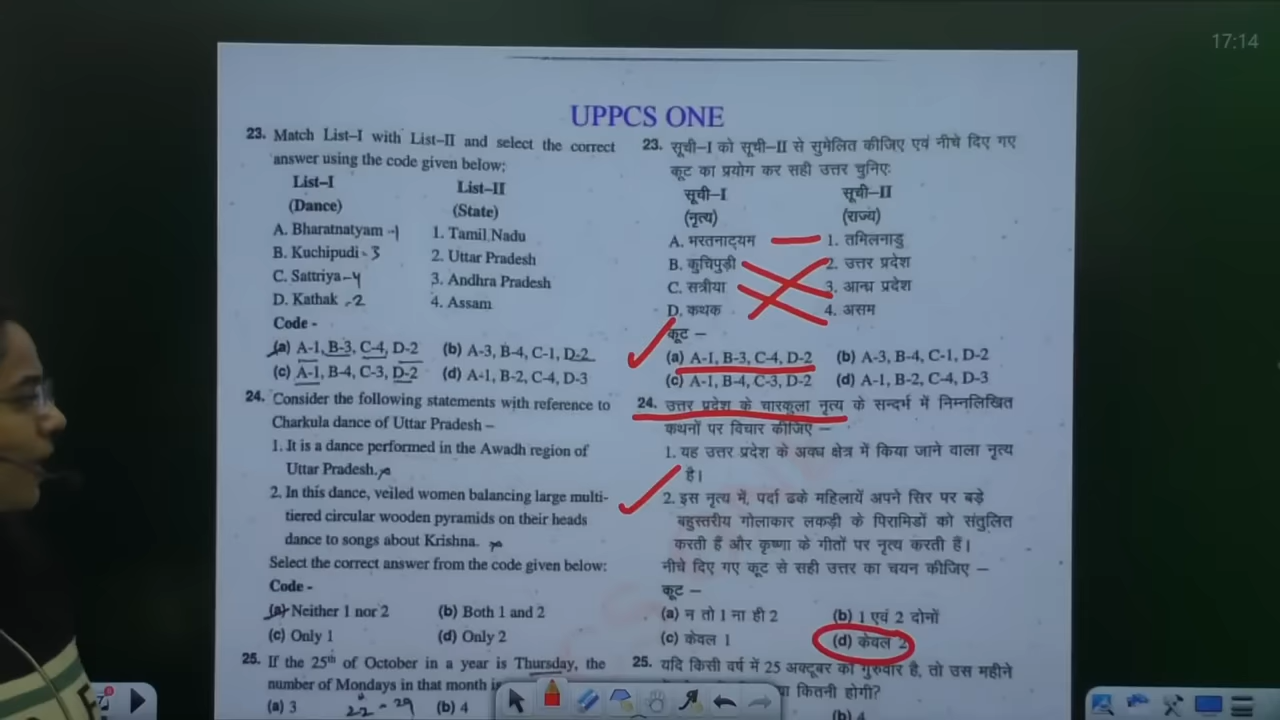 17:14
UPPCS ONE
23. Match List–I with List–II and select the correct
answer using the code given below;
List–I
List–II
(Dance)
(State)
A. Bharatnatyam -1
1. Tamil Nadu
B. Kuchipudi - 3
2. Uttar Pradesh
C. Sattriya - 4
3. Andhra Pradesh
D. Kathak - 2
4. Assam
Code -
(a) A-1, B-3, C-4, D-2 (b) A-3, B-4, C-1, D-2
(c) A-1, B-4, C-3, D-2 (d) A-1, B-2, C-4, D-3
24. Consider the following statements with reference to
Charkula dance of Uttar Pradesh –
1. It is a dance performed in the Awadh region of
Uttar Pradesh.
2. In this dance, veiled women balancing large multi-
tiered circular wooden pyramids on their heads
dance to songs about Krishna.
Select the correct answer from the code given below:
Code -
(a) Neither 1 nor 2 (b) Both 1 and 2
(c) Only 1 (d) Only 2
25. If the 25th of October in a year is Thursday, the
number of Mondays in that month
(a) 3 22 - 29 (b) 4
23. सूची–I को सूची–II से सुमेलित कीजिए एवं नीचे दिए गए
कूट का प्रयोग कर सही उत्तर चुनिए:
सूची–I
सूची–II
(नृत्य)
(राज्य)
A. भरतनाट्यम
1. तमिलनाडु
B. कुचिपुड़ी
2. उत्तर प्रदेश
C. सत्रीया
3. आन्ध्र प्रदेश
D. कथक
4. असम
कूट –
(a) A-1, B-3, C-4, D-2 (b) A-3, B-4, C-1, D-2
(c) A-1, B-4, C-3, D-2 (d) A-1, B-2, C-4, D-3
24. उत्तर प्रदेश के चारकुला नृत्य के सन्दर्भ में निम्नलिखित
कथनों पर विचार कीजिए –
1. यह उत्तर प्रदेश के अवध क्षेत्र में किया जाने वाला नृत्य
है।
2. इस नृत्य में, पर्दा ढके महिलायें अपने सिर पर बड़े
बहुस्तरीय गोलाकार लकड़ी के पिरामिडों को संतुलित
करती हैं और कृष्णा के गीतों पर नृत्य करती हैं।
नीचे दिए गए कूट से सही उत्तर का चयन कीजिए –
कूट –
(a) न तो 1 ना ही 2 (b) 1 एवं 2 दोनों
(c) केवल 1 (d) केवल 2
25. यदि किसी वर्ष में 25 अक्टूबर को गुरुवार है, तो उस महीने
कितनी होगी?
(b) 4